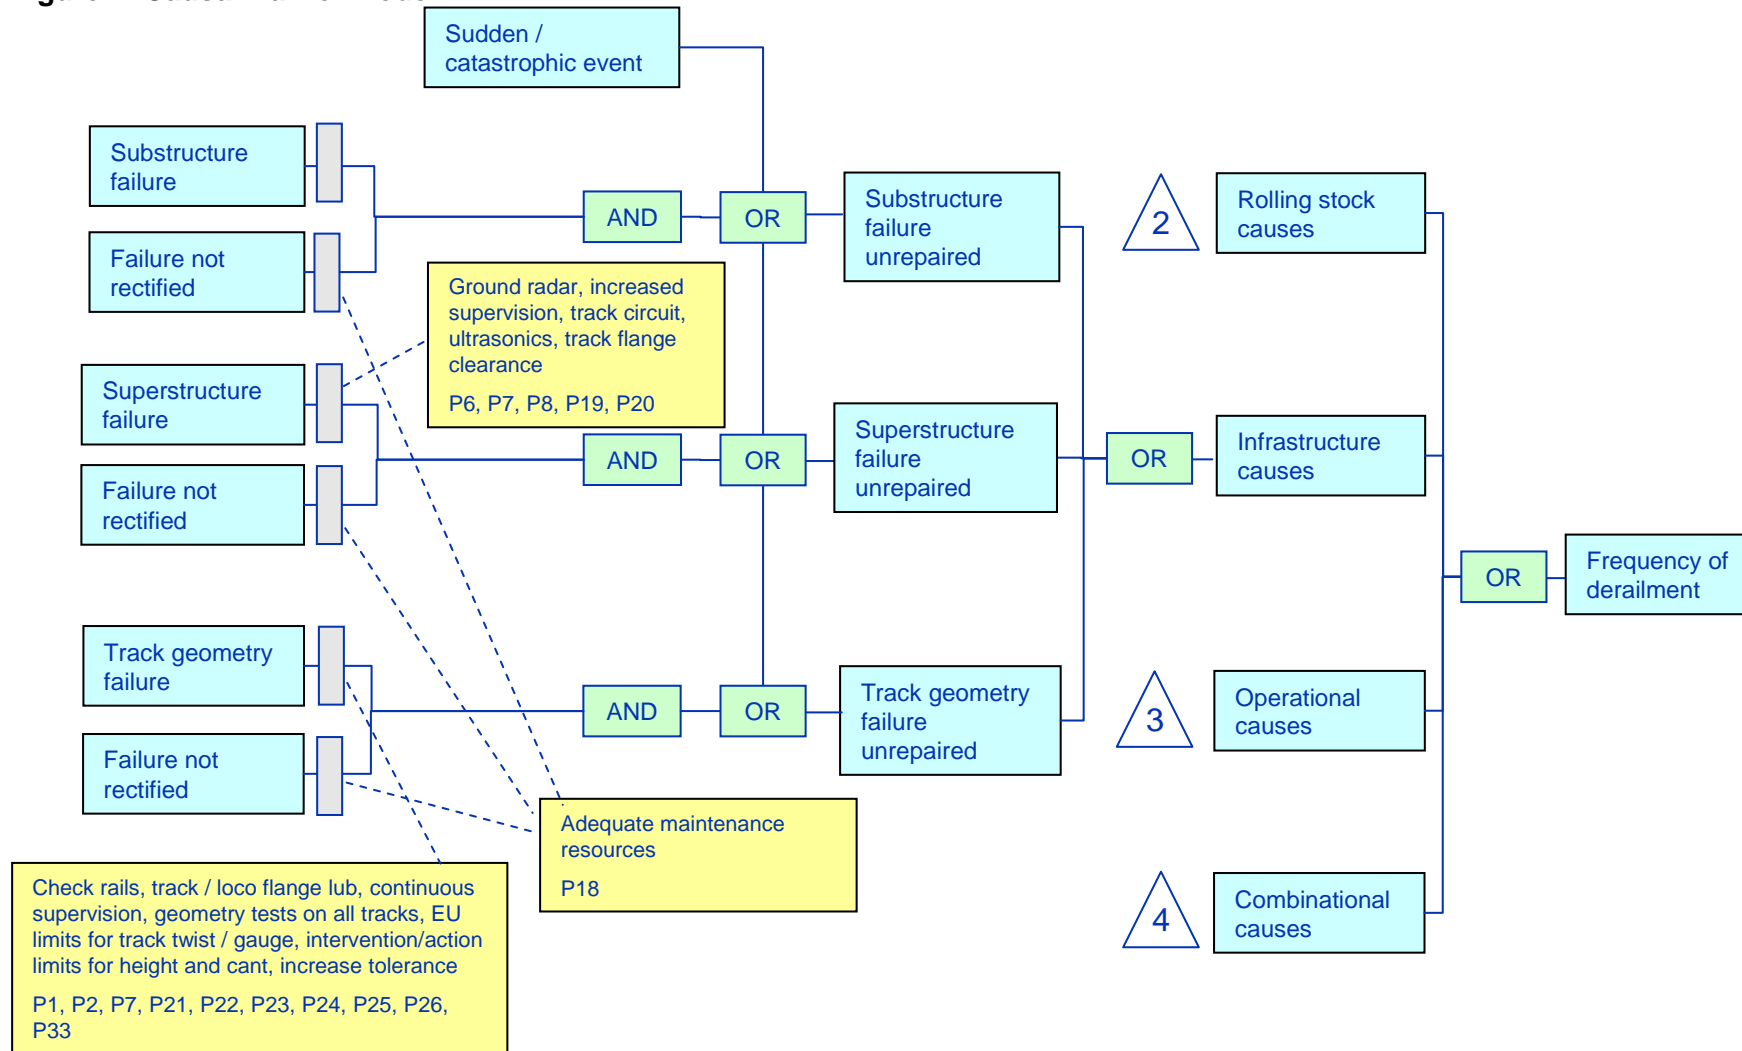 Sudden /
catastrophic event
Substructure
failure
Failure not
rectified
AND
OR
Substructure
failure
unrepaired
2
Rolling stock
causes
Ground radar, increased
supervision, track circuit,
ultrasonics, track flange
clearance
P6, P7, P8, P19, P20
Superstructure
failure
Failure not
rectified
AND
OR
Superstructure
failure
unrepaired
OR
Infrastructure
causes
OR
Frequency of
derailment
Track geometry
failure
Failure not
rectified
AND
OR
Track geometry
failure
unrepaired
3
Operational
causes
Adequate maintenance
resources
P18
4
Combinational
causes
Check rails, track / loco flange lub, continuous
supervision, geometry tests on all tracks, EU
limits for track twist / gauge, intervention/action
limits for height and cant, increase tolerance
P1, P2, P7, P21, P22, P23, P24, P25, P26,
P33